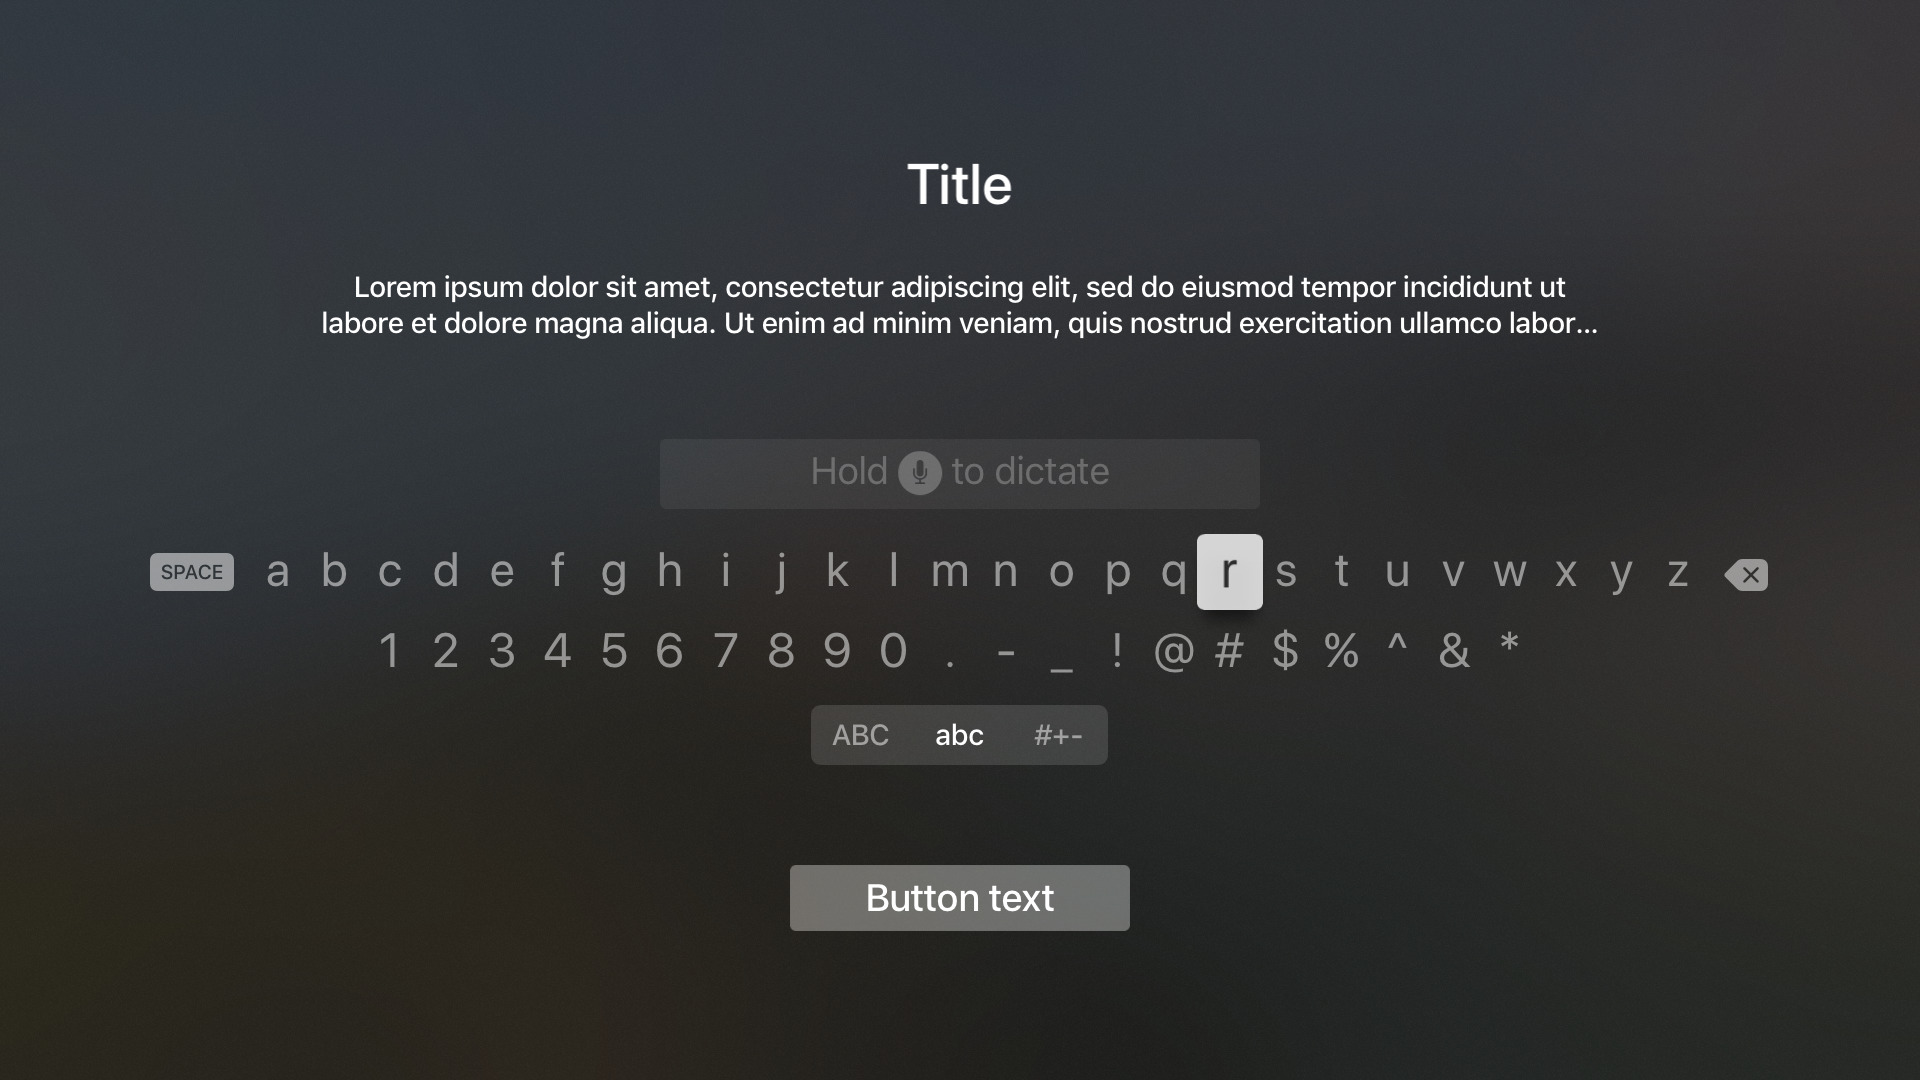 Title
Lorem ipsum dolor sit amet, consectetur adipiscing elit, sed do eiusmod tempor incididunt ut
labore et dolore magna aliqua. Ut enim ad minim veniam, quis nostrud exercitation ullamco labor...
Hold to dictate
SPACE a b c d e f g h i j k l m n o p q r s t u v w x y z
1 2 3 4 5 6 7 8 9 0 . - _ ! @ # $ % ^ & *
ABC abc #+-
Button text